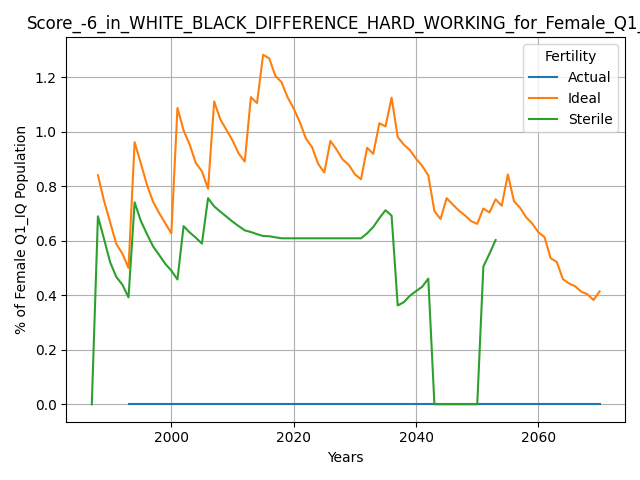 Score_-6_in_WHITE_BLACK_DIFFERENCE_HARD_WORKING_for_Female_Q1_
Fertility
Actual
Ideal
Sterile
% of Female Q1_IQ Population
1.2
1.0
0.8
0.6
0.4
0.2
0.0
2000 2020 2040 2060
Years